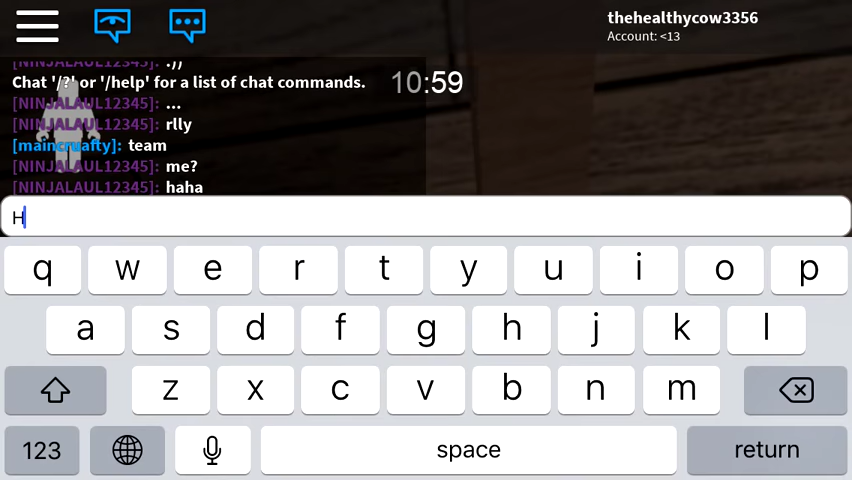 thehealthycow3356
Account: <13
[NINJALAUL12345]: :))
Chat '/?' or '/help' for a list of chat commands.
10:59
[NINJALAUL12345]: ...
[NINJALAUL12345]: rlly
[maincruafty]: team
[NINJALAUL12345]: me?
[NINJALAUL12345]: haha
H
q w e r t y u i o p
a s d f g h j k l
z x c v b n m
123 space return